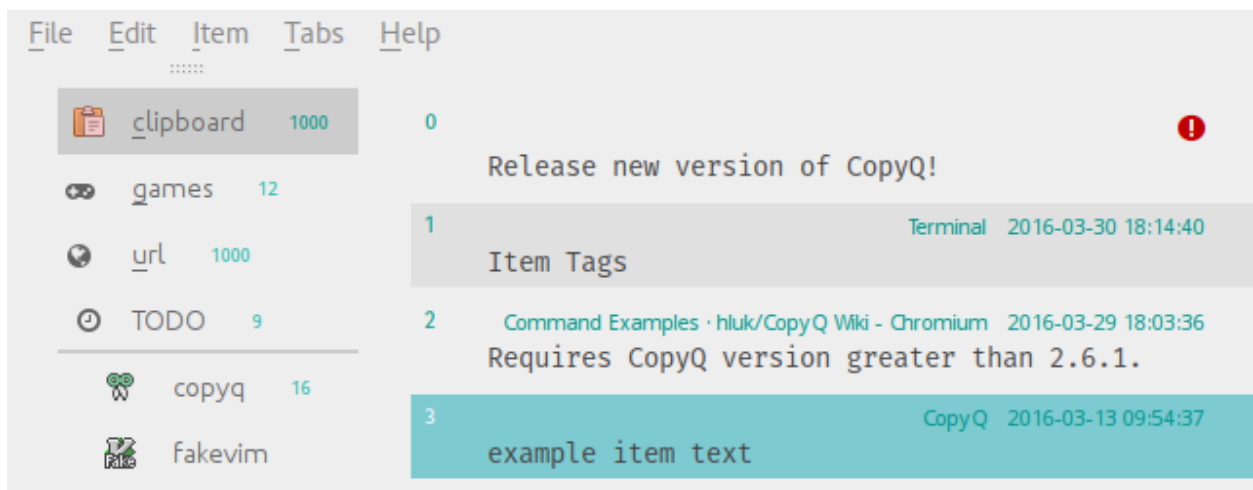 File Edit Item Tabs Help
clipboard 1000
games 12
url 1000
TODO 9
copyq 16
fakevim
0
Release new version of CopyQ!
1 Terminal 2016-03-30 18:14:40
Item Tags
2 Command Examples · hluk/CopyQ Wiki - Chromium 2016-03-29 18:03:36
Requires CopyQ version greater than 2.6.1.
3 CopyQ 2016-03-13 09:54:37
example item text